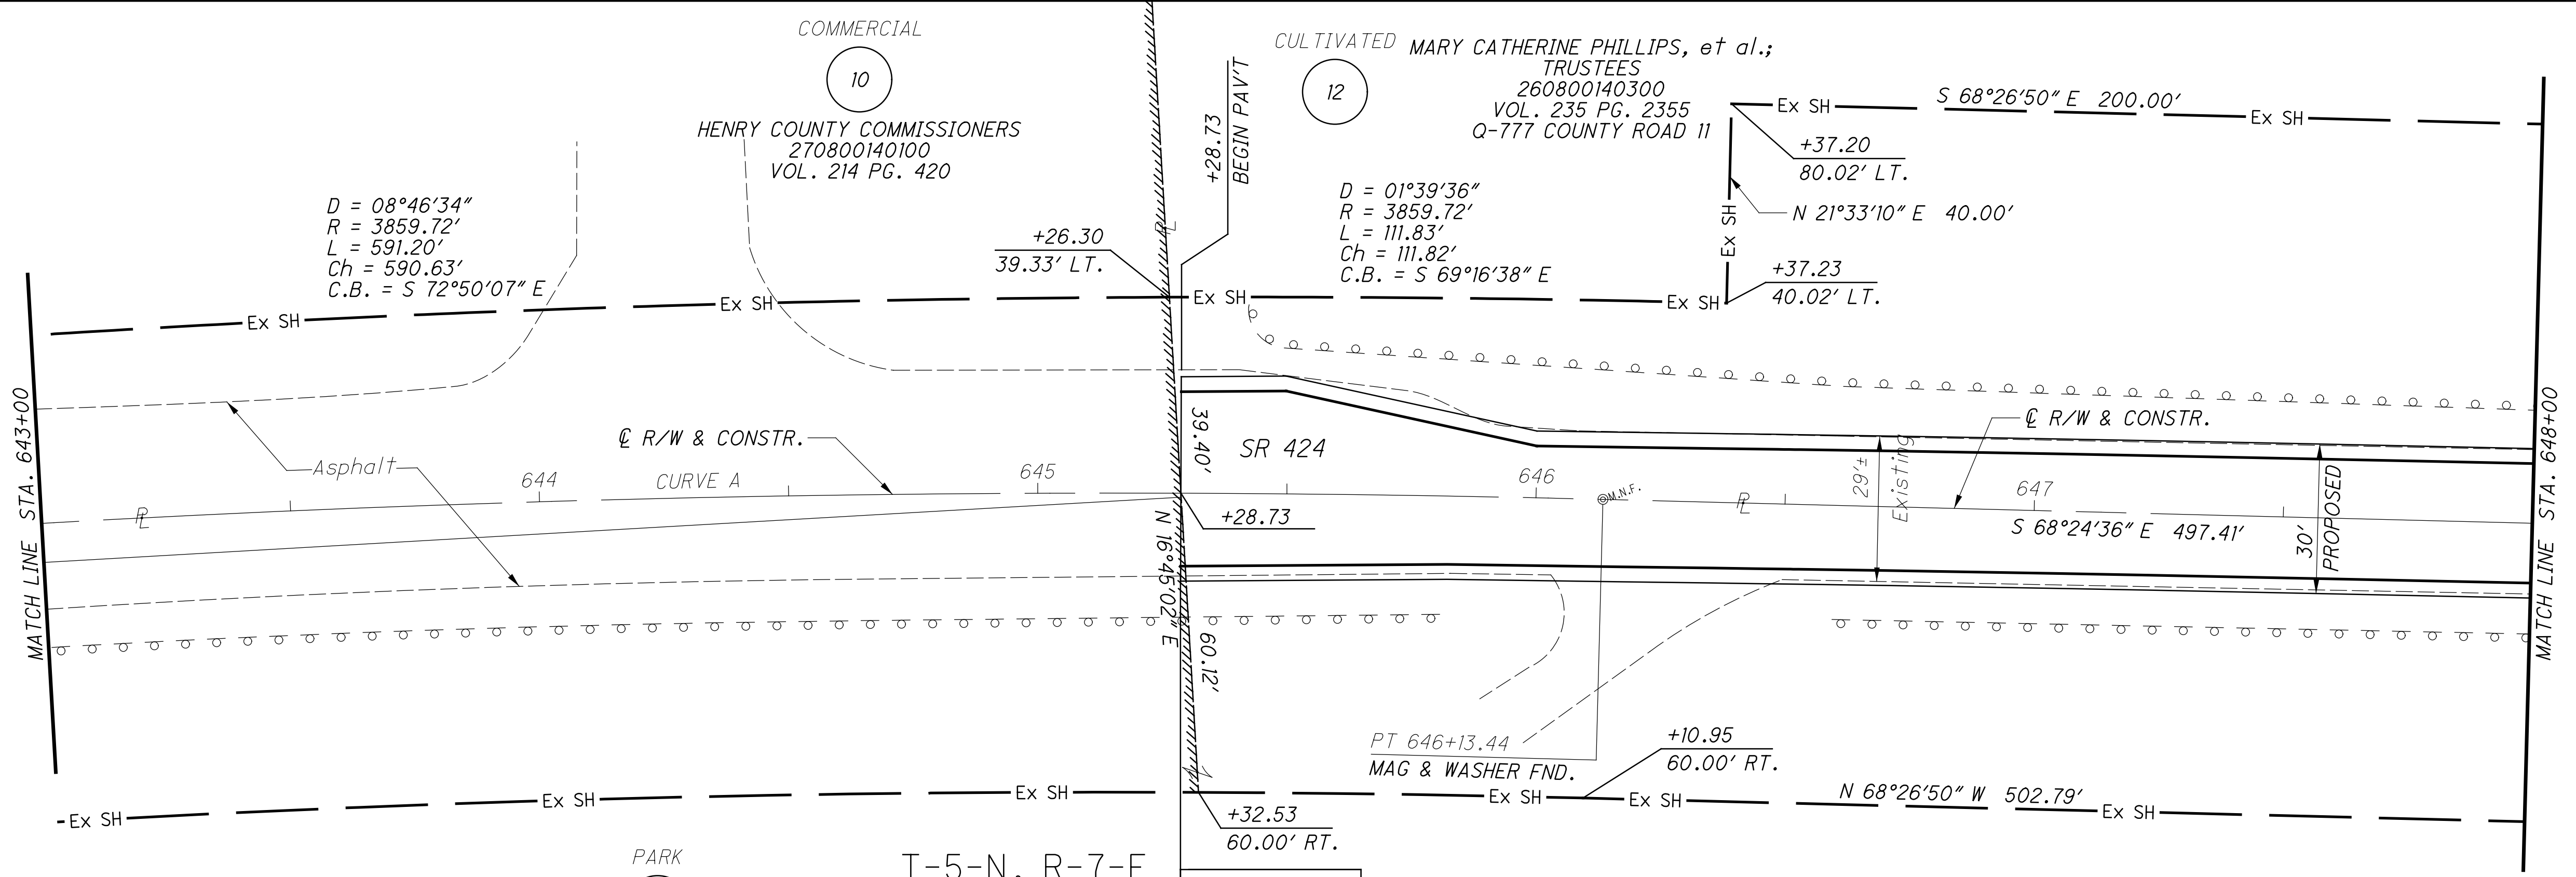 COMMERCIAL
10
HENRY COUNTY COMMISSIONERS
270800140100
VOL. 214 PG. 420
CULTIVATED
12
MARY CATHERINE PHILLIPS, et al.;
TRUSTEES
260800140300
VOL. 235 PG. 2355
Q-777 COUNTY ROAD 11
+28.73
BEGIN PAV'T
Ex SH
S 68°26'50" E 200.00'
Ex SH
+37.20
80.02' LT.
N 21°33'10" E 40.00'
Ex SH
+37.23
40.02' LT.
D = 08°46'34"
R = 3859.72'
L = 591.20'
Ch = 590.63'
C.B. = S 72°50'07" E
D = 01°39'36"
R = 3859.72'
L = 111.83'
Ch = 111.82'
C.B. = S 69°16'38" E
PL
+26.30
39.33' LT.
Ex SH
Ex SH
Ex SH
Ex SH
MATCH LINE STA. 643+00
MATCH LINE STA. 648+00
℄ R/W & CONSTR.
Asphalt
39.40'
SR 424
℄ R/W & CONSTR.
644
CURVE A
645
646
647
PL
M.N.F.
PL
29'±
Existing
S 68°24'36" E 497.41'
30'
PROPOSED
+28.73
N 16°45'02" E
60.12'
PT 646+13.44
MAG & WASHER FND.
+10.95
60.00' RT.
Ex SH
Ex SH
Ex SH
Ex SH
Ex SH
N 68°26'50" W 502.79'
Ex SH
+32.53
60.00' RT.
PARK
T-5-N, R-7-E